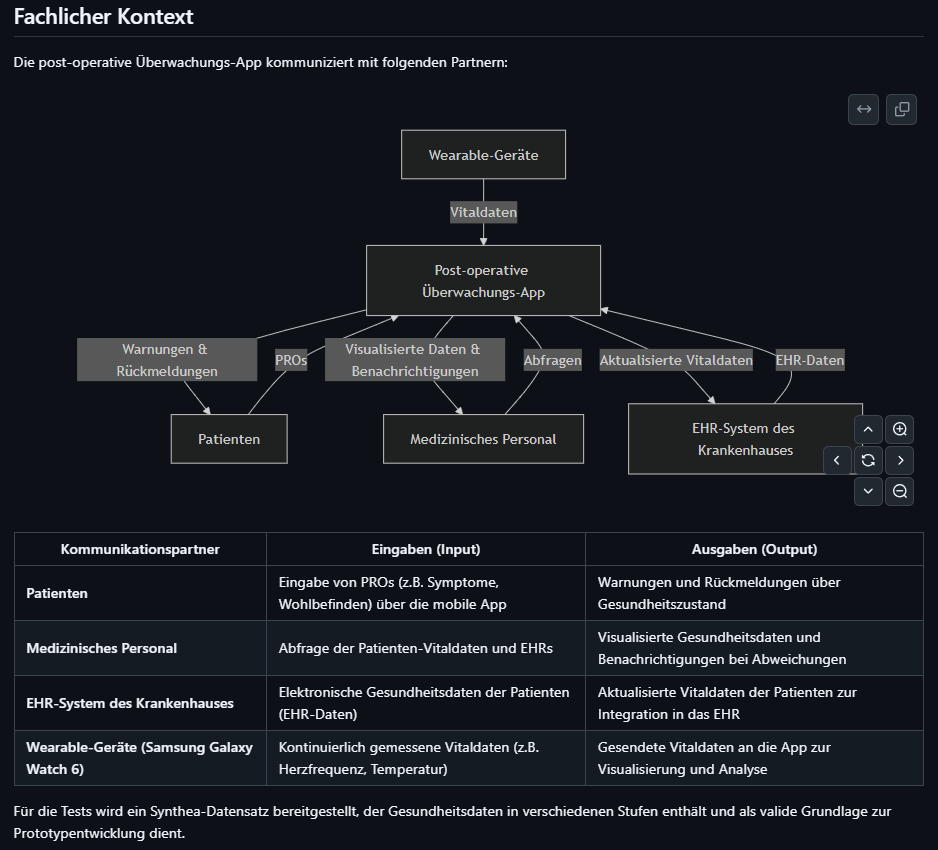 Fachlicher Kontext
Die post-operative Überwachungs-App kommuniziert mit folgenden Partnern:
Wearable-Geräte
Vitaldaten
Post-operative
Überwachungs-App
Warnungen &
Rückmeldungen
PROs
Visualisierte Daten &
Benachrichtigungen
Abfragen
Aktualisierte Vitaldaten
EHR-Daten
Patienten
Medizinisches Personal
EHR-System des
Krankenhauses
Kommunikationspartner
Eingaben (Input)
Ausgaben (Output)
Patienten
Eingabe von PROs (z.B. Symptome,
Wohlbefinden) über die mobile App
Warnungen und Rückmeldungen über
Gesundheitszustand
Medizinisches Personal
Abfrage der Patienten-Vitaldaten und EHRs
Visualisierte Gesundheitsdaten und
Benachrichtigungen bei Abweichungen
EHR-System des Krankenhauses
Elektronische Gesundheitsdaten der Patienten
(EHR-Daten)
Aktualisierte Vitaldaten der Patienten zur
Integration in das EHR
Wearable-Geräte (Samsung Galaxy
Watch 6)
Kontinuierlich gemessene Vitaldaten (z.B.
Herzfrequenz, Temperatur)
Gesendete Vitaldaten an die App zur
Visualisierung und Analyse
Für die Tests wird ein Synthea-Datensatz bereitgestellt, der Gesundheitsdaten in verschiedenen Stufen enthält und als valide Grundlage zur
Prototypentwicklung dient.